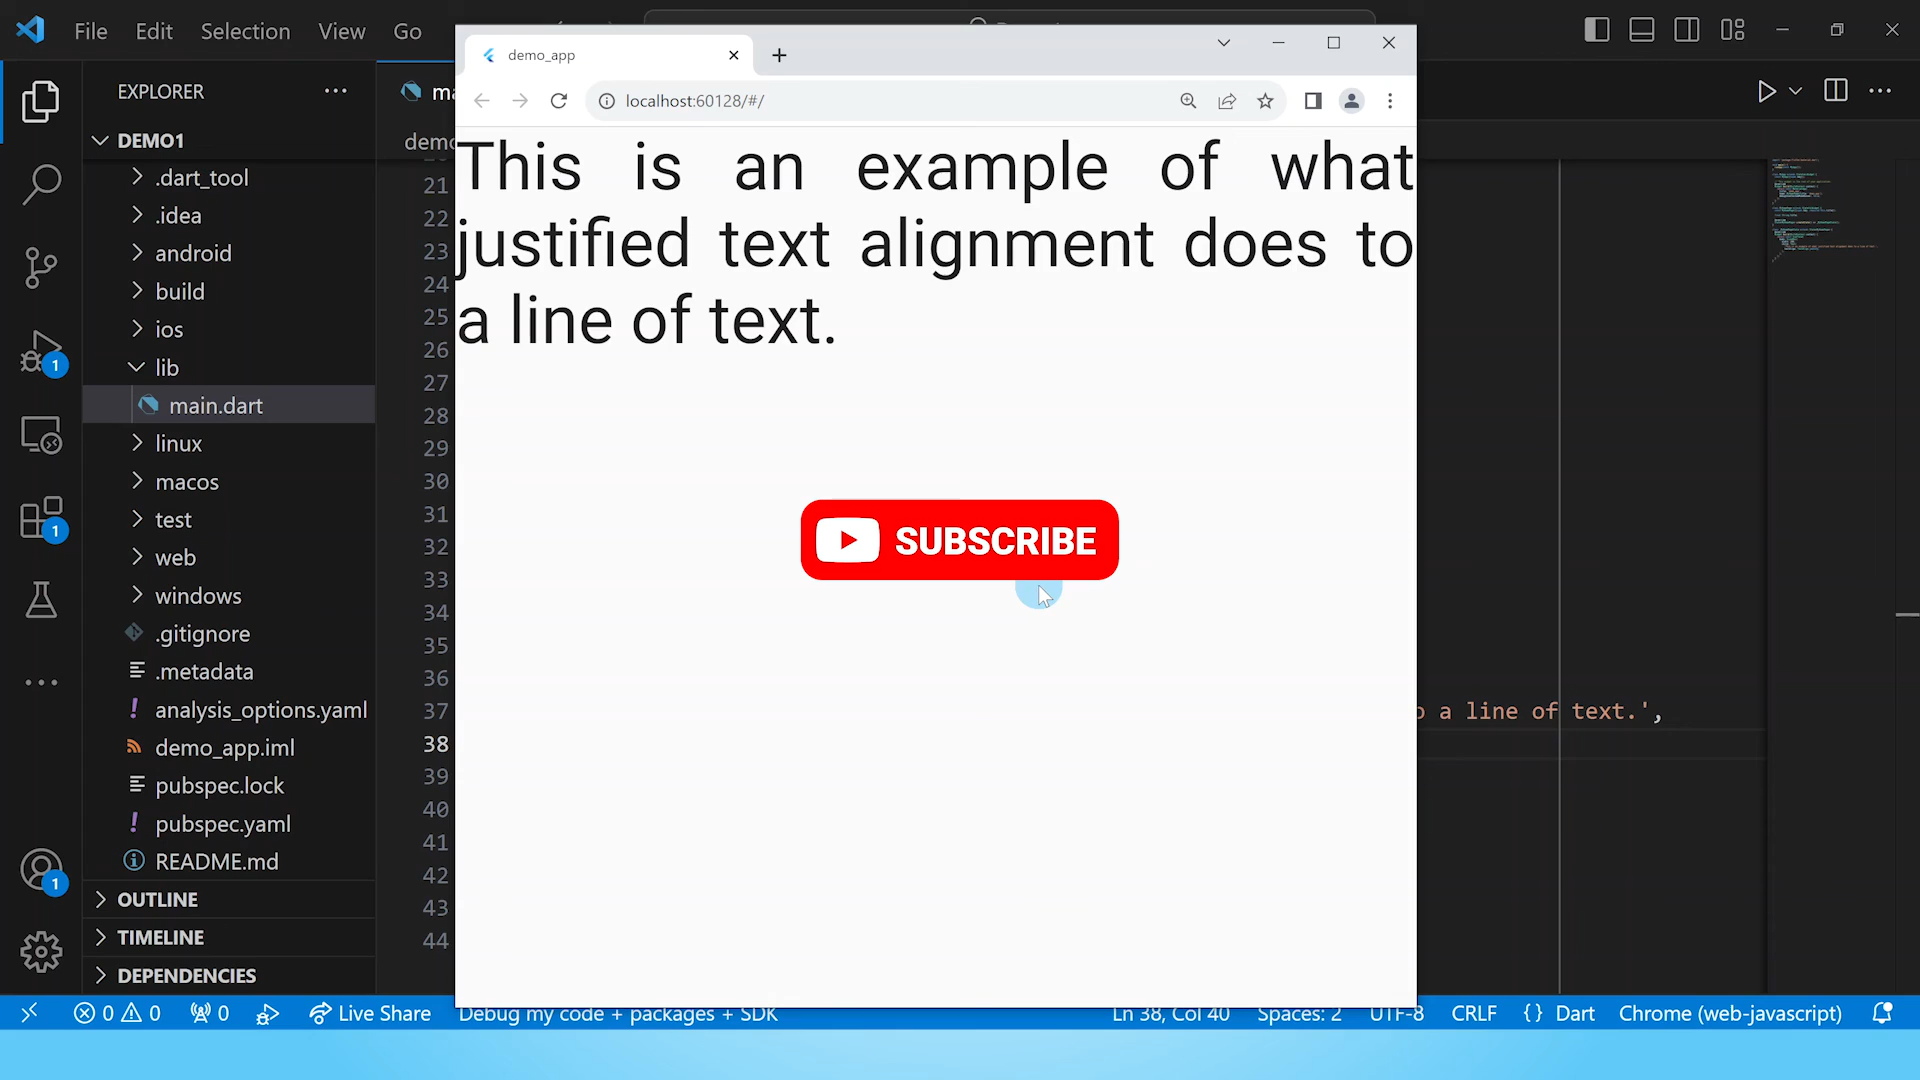 File Edit Selection View Go
demo_app
localhost:60128/#/
EXPLORER
DEMO1
.dart_tool
.idea
android
build
ios
lib
main.dart
linux
macos
test
web
windows
.gitignore
.metadata
analysis_options.yaml
demo_app.iml
pubspec.lock
pubspec.yaml
README.md
OUTLINE
TIMELINE
DEPENDENCIES
21
22
23
24
25
26
27
28
29
30
31
32
33
34
35
36
37
38
39
40
41
42
43
44
This is an example of what
justified text alignment does to
a line of text.
SUBSCRIBE
a line of text.',
1
1
1
0 0 0 Live Share Debug my code + packages + SDK Ln 38, Col 40 Spaces: 2 UTF-8 CRLF {} Dart Chrome (web-javascript)